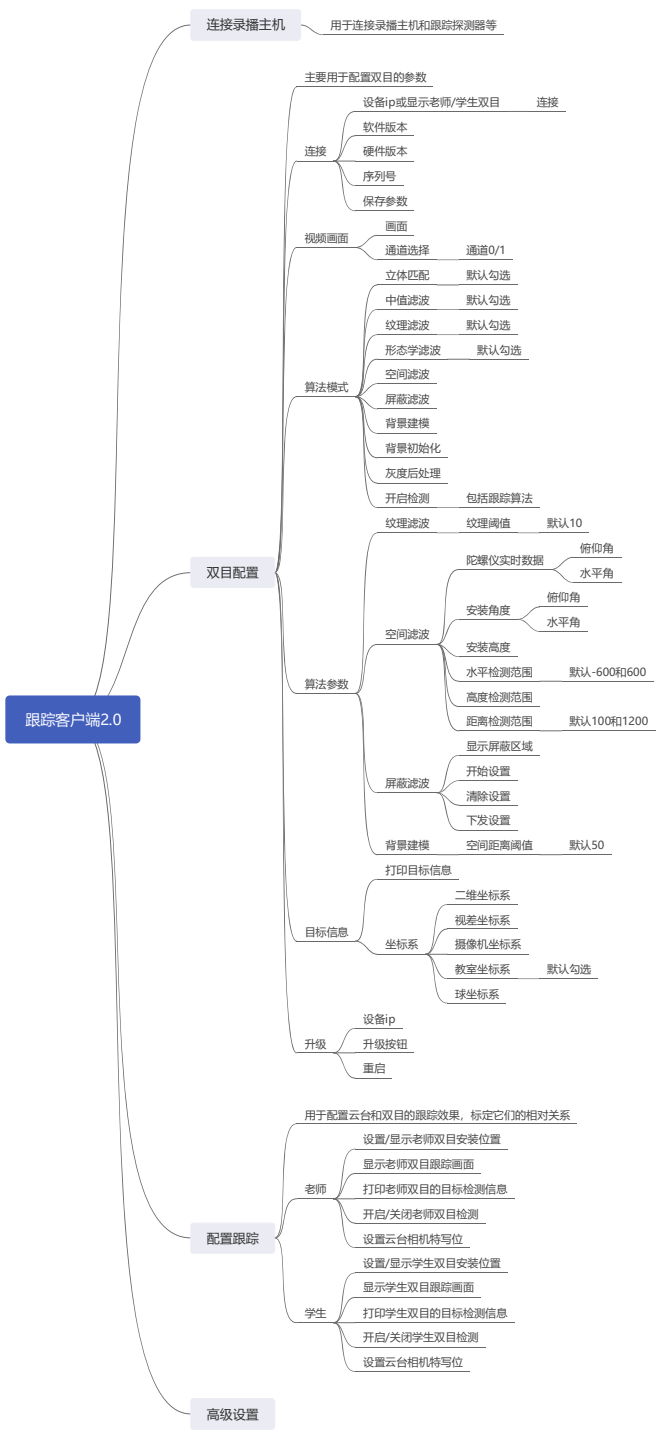 连接录播主机
用于连接录播主机和跟踪探测器等
主要用于配置双目的参数
设备ip或显示老师/学生双目
连接
软件版本
连接
硬件版本
序列号
保存参数
画面
视频画面
通道选择
通道0/1
立体匹配
默认勾选
中值滤波
默认勾选
纹理滤波
默认勾选
形态学滤波
默认勾选
空间滤波
算法模式
屏蔽滤波
背景建模
背景初始化
灰度后处理
开启检测
包括跟踪算法
纹理滤波
纹理阈值
默认10
俯仰角
陀螺仪实时数据
双目配置
水平角
俯仰角
安装角度
水平角
空间滤波
安装高度
水平检测范围
默认-600和600
算法参数
高度检测范围
跟踪客户端2.0
距离检测范围
默认100和1200
显示屏蔽区域
开始设置
屏蔽滤波
清除设置
下发设置
背景建模
空间距离阈值
默认50
打印目标信息
二维坐标系
视差坐标系
目标信息
坐标系
摄像机坐标系
教室坐标系
默认勾选
球坐标系
设备ip
升级
升级按钮
重启
用于配置云台和双目的跟踪效果，标定它们的相对关系
设置/显示老师双目安装位置
显示老师双目跟踪画面
老师
打印老师双目的目标检测信息
开启/关闭老师双目检测
配置跟踪
设置云台相机特写位
设置/显示学生双目安装位置
显示学生双目跟踪画面
学生
打印学生双目的目标检测信息
开启/关闭学生双目检测
设置云台相机特写位
高级设置